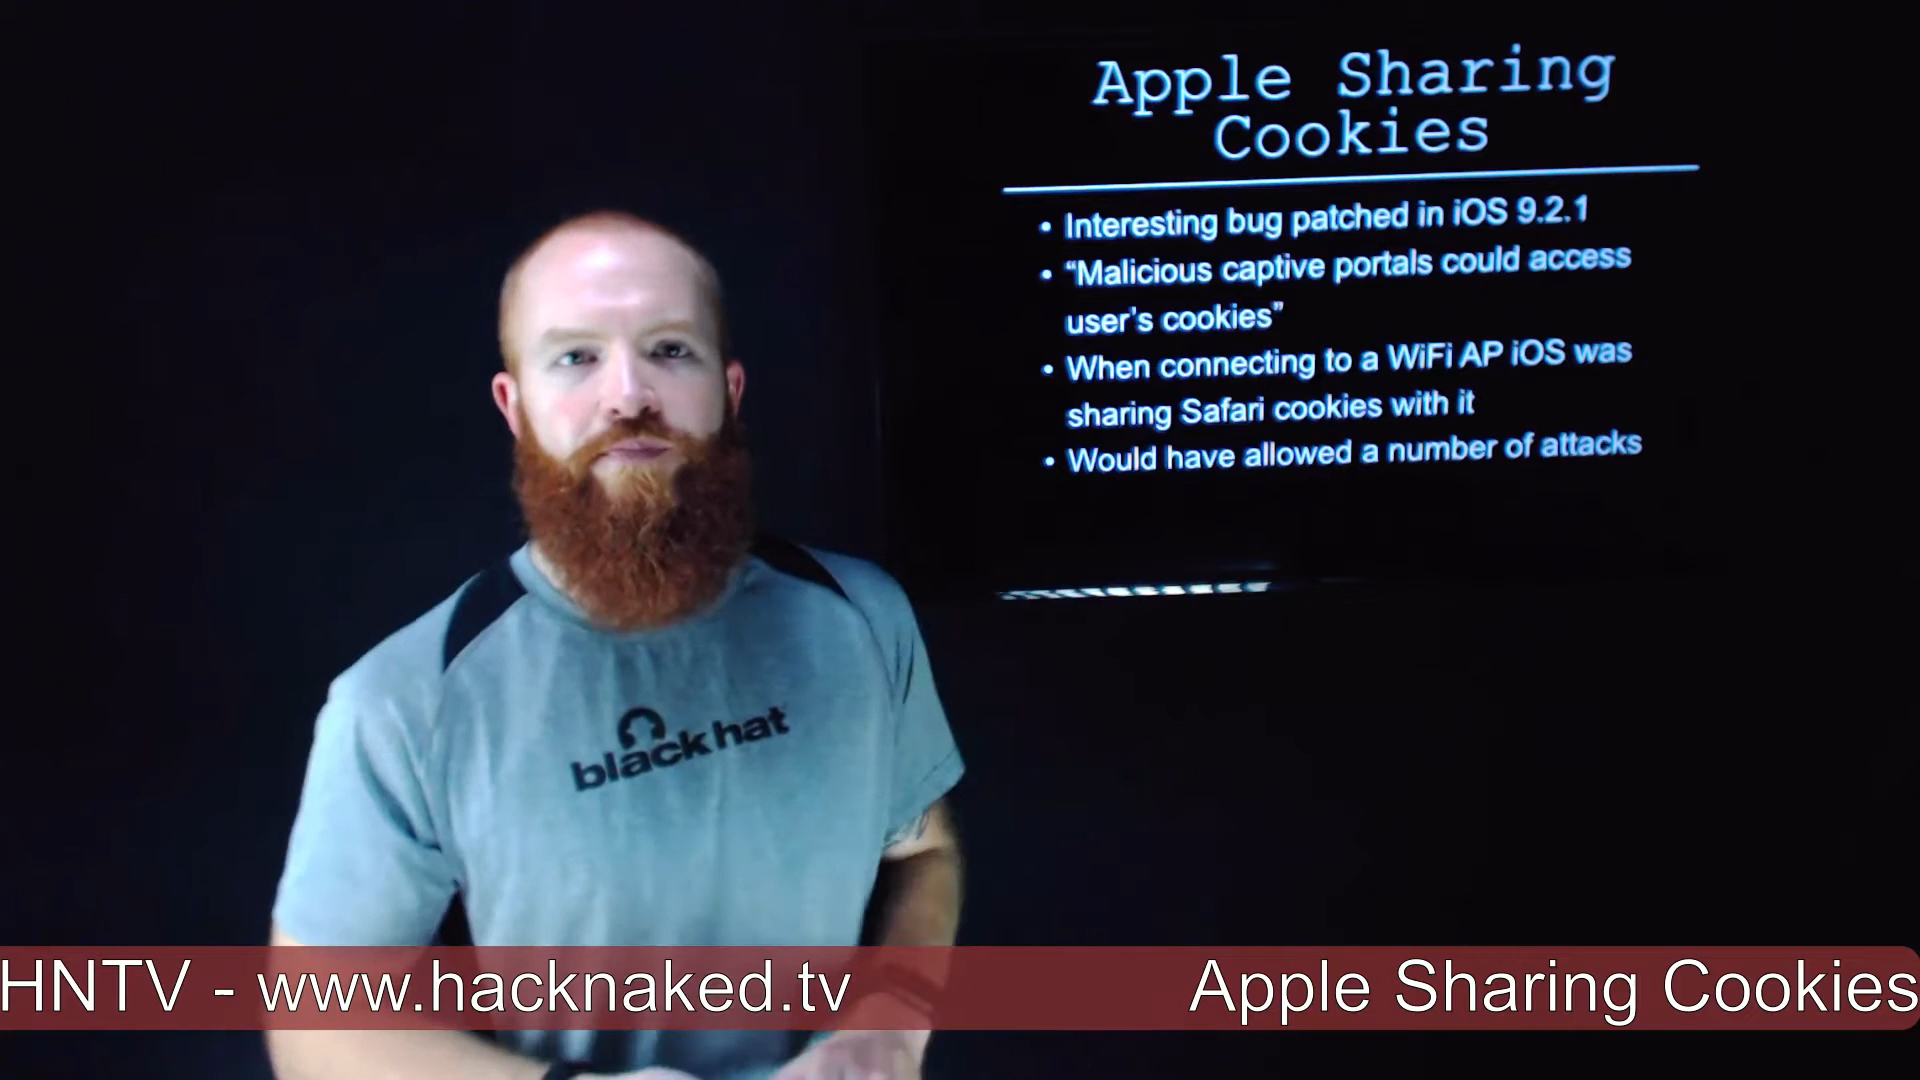 Apple Sharing
Cookies
• Interesting bug patched in iOS 9.2.1
• “Malicious captive portals could access
user’s cookies”
• When connecting to a WiFi AP iOS was
sharing Safari cookies with it
• Would have allowed a number of attacks
black hat
HNTV - www.hacknaked.tv
Apple Sharing Cookies